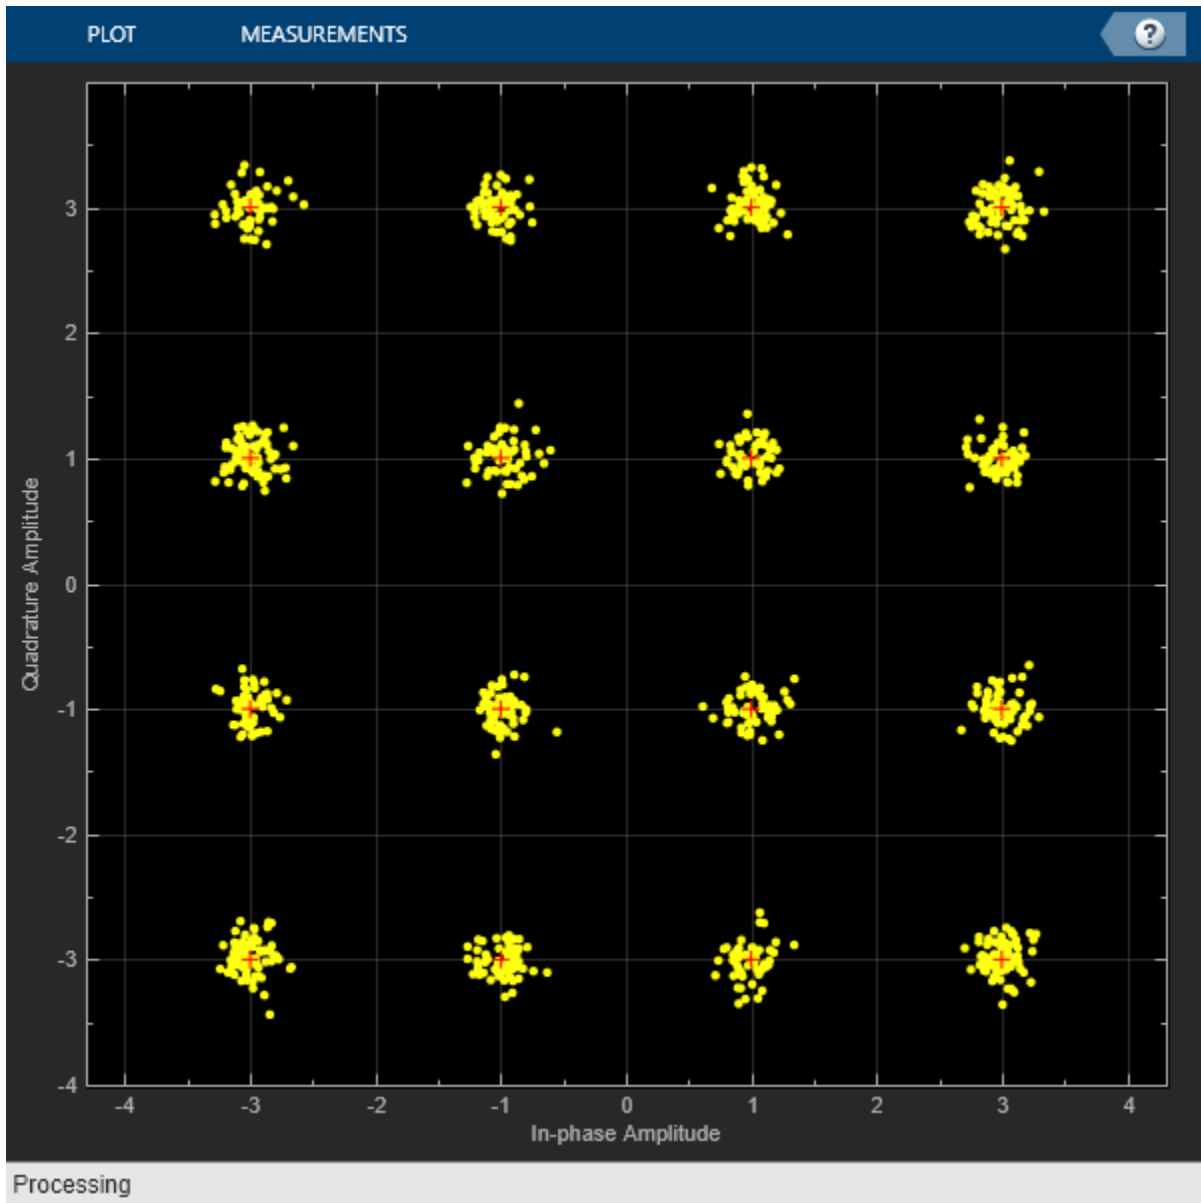 PLOT MEASUREMENTS ?
Quadrature Amplitude
3
2
1
0
-1
-2
-3
-4
-4 -3 -2 -1 0 1 2 3 4
In-phase Amplitude
Processing